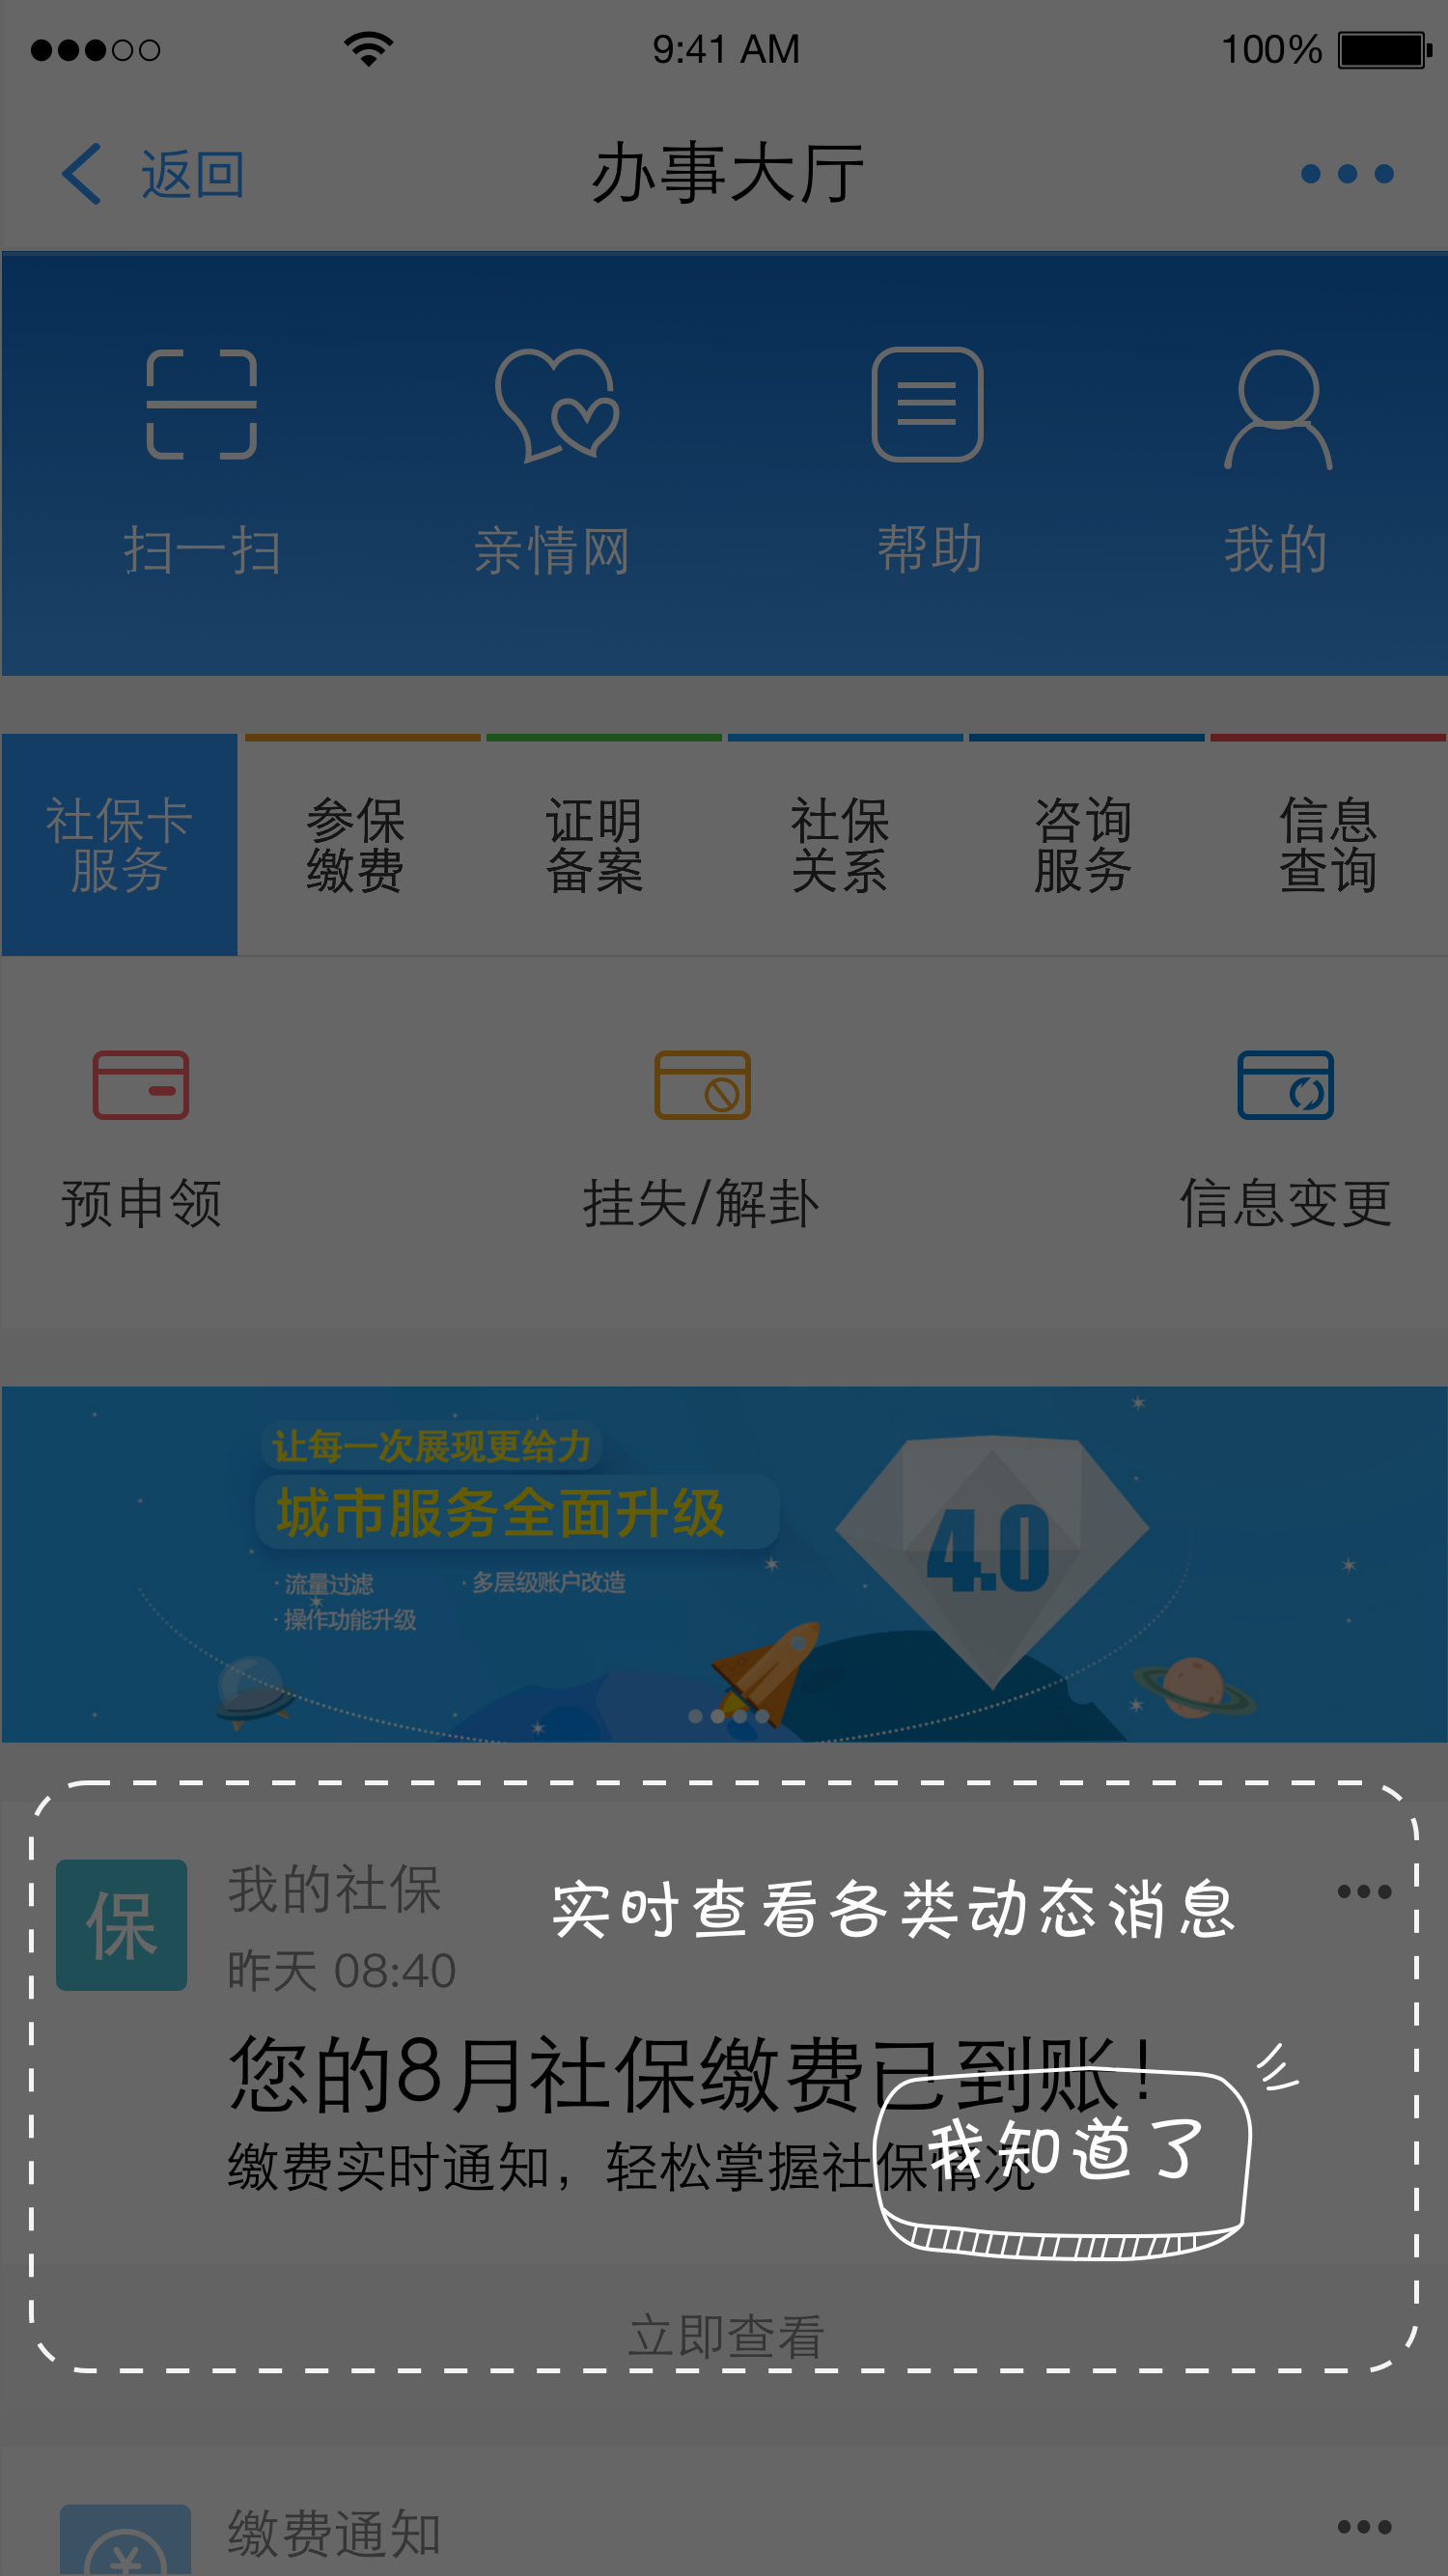 9:41 AM 100%
返回 办事大厅
扫一扫 亲情网 帮助 我的
社保卡 参保 证明 社保 咨询 信息
服务 缴费 备案 关系 服务 查询
预申领 挂失/解卦 信息变更
让每一次展现更给力
城市服务全面升级
4.0
· 流量过滤 · 多层级账户改造
· 操作功能升级
保 我的社保
实时查看各类动态消息
昨天 08:40
您的8月社保缴费已到账!
缴费实时通知，轻松掌握社保情况
我知道了
立即查看
¥ 缴费通知